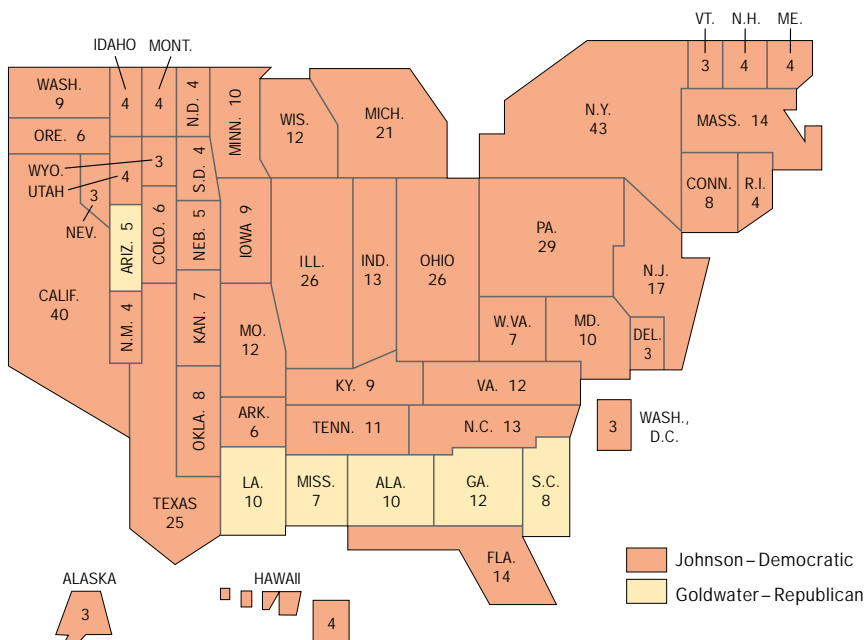 VT. N.H. ME.
IDAHO MONT.
3 4 4
WASH.
9
4
4
N.D. 4
MINN. 10
WIS.
12
MICH.
21
N.Y.
43
MASS. 14
ORE. 6
WYO.
3
UTAH
4
S.D. 4
3
NEV.
CONN.
8
R.I.
4
ARIZ. 5
COLO. 6
NEB. 5
IOWA 9
ILL.
26
IND.
13
OHIO
26
PA.
29
N.J.
17
CALIF.
40
N.M. 4
KAN. 7
MO.
12
W.VA.
7
MD.
10
DEL.
3
KY. 9
VA. 12
OKLA. 8
ARK.
6
TENN. 11
N.C. 13
3
WASH.,
D.C.
TEXAS
25
LA.
10
MISS.
7
ALA.
10
GA.
12
S.C.
8
FLA.
14
Johnson–Democratic
Goldwater–Republican
ALASKA
3
HAWAII
4